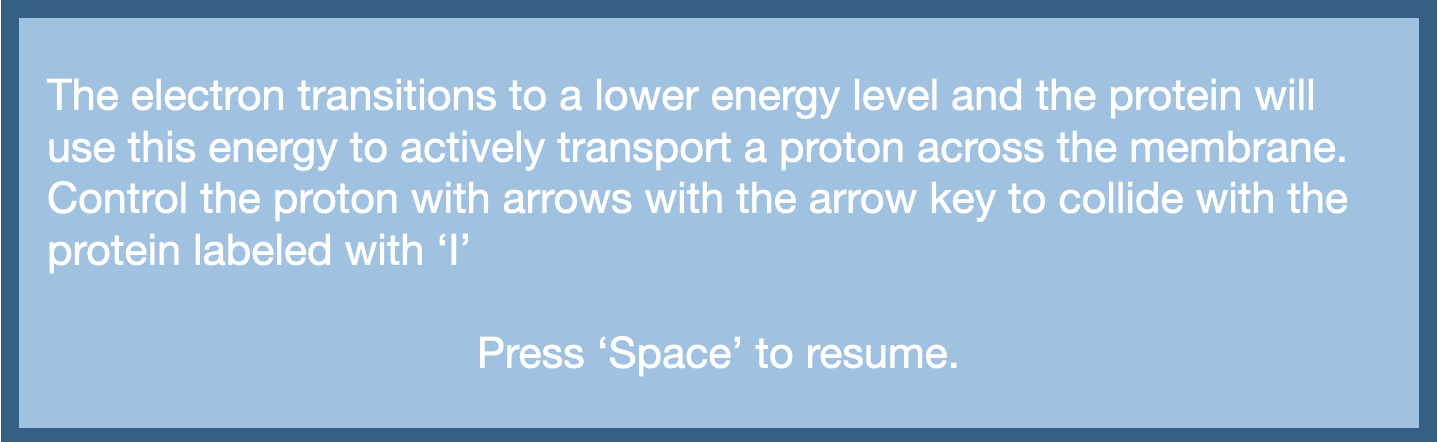 The electron transitions to a lower energy level and the protein will
use this energy to actively transport a proton across the membrane.
Control the proton with arrows with the arrow key to collide with the
protein labeled with ‘I’
Press ‘Space’ to resume.